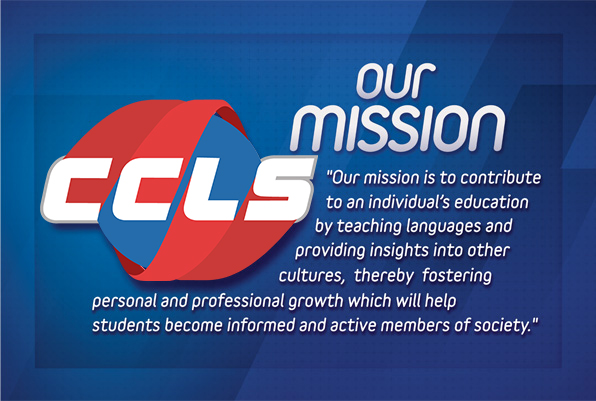 our
mission
CCLS
"Our mission is to contribute
to an individual's education
by teaching languages and
providing insights into other
cultures, thereby fostering
personal and professional growth which will help
students become informed and active members of society."